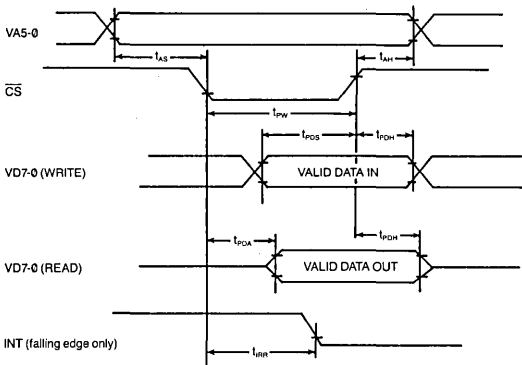 VA5-0
tAS
tAH
CS
tPW
tPDS
tPDH
VD7-0 (WRITE)
VALID DATA IN
tPDA
tPDH
VD7-0 (READ)
VALID DATA OUT
INT (falling edge only)
tIRR